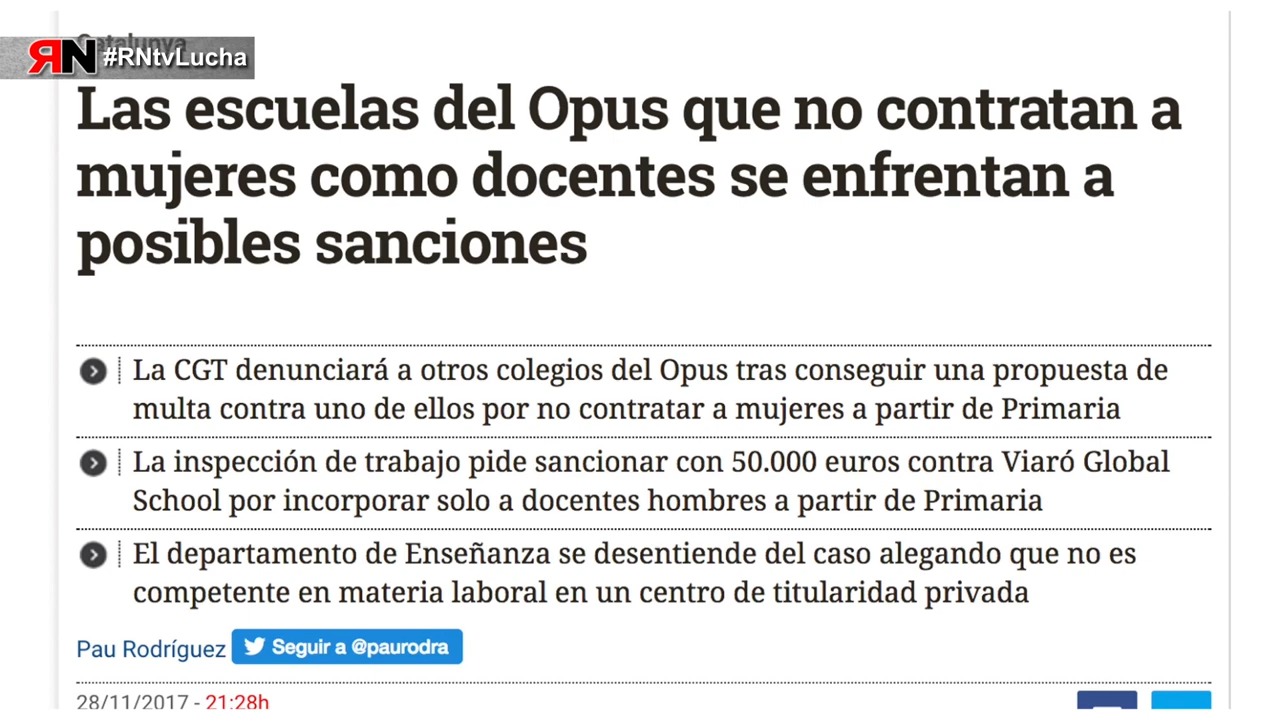 Catalunya
RN #RNtvLucha
Las escuelas del Opus que no contratan a
mujeres como docentes se enfrentan a
posibles sanciones
La CGT denunciará a otros colegios del Opus tras conseguir una propuesta de
multa contra uno de ellos por no contratar a mujeres a partir de Primaria
La inspección de trabajo pide sancionar con 50.000 euros contra Viaró Global
School por incorporar solo a docentes hombres a partir de Primaria
El departamento de Enseñanza se desentiende del caso alegando que no es
competente en materia laboral en un centro de titularidad privada
Pau Rodríguez Seguir a @paurodra
28/11/2017 - 21:28h